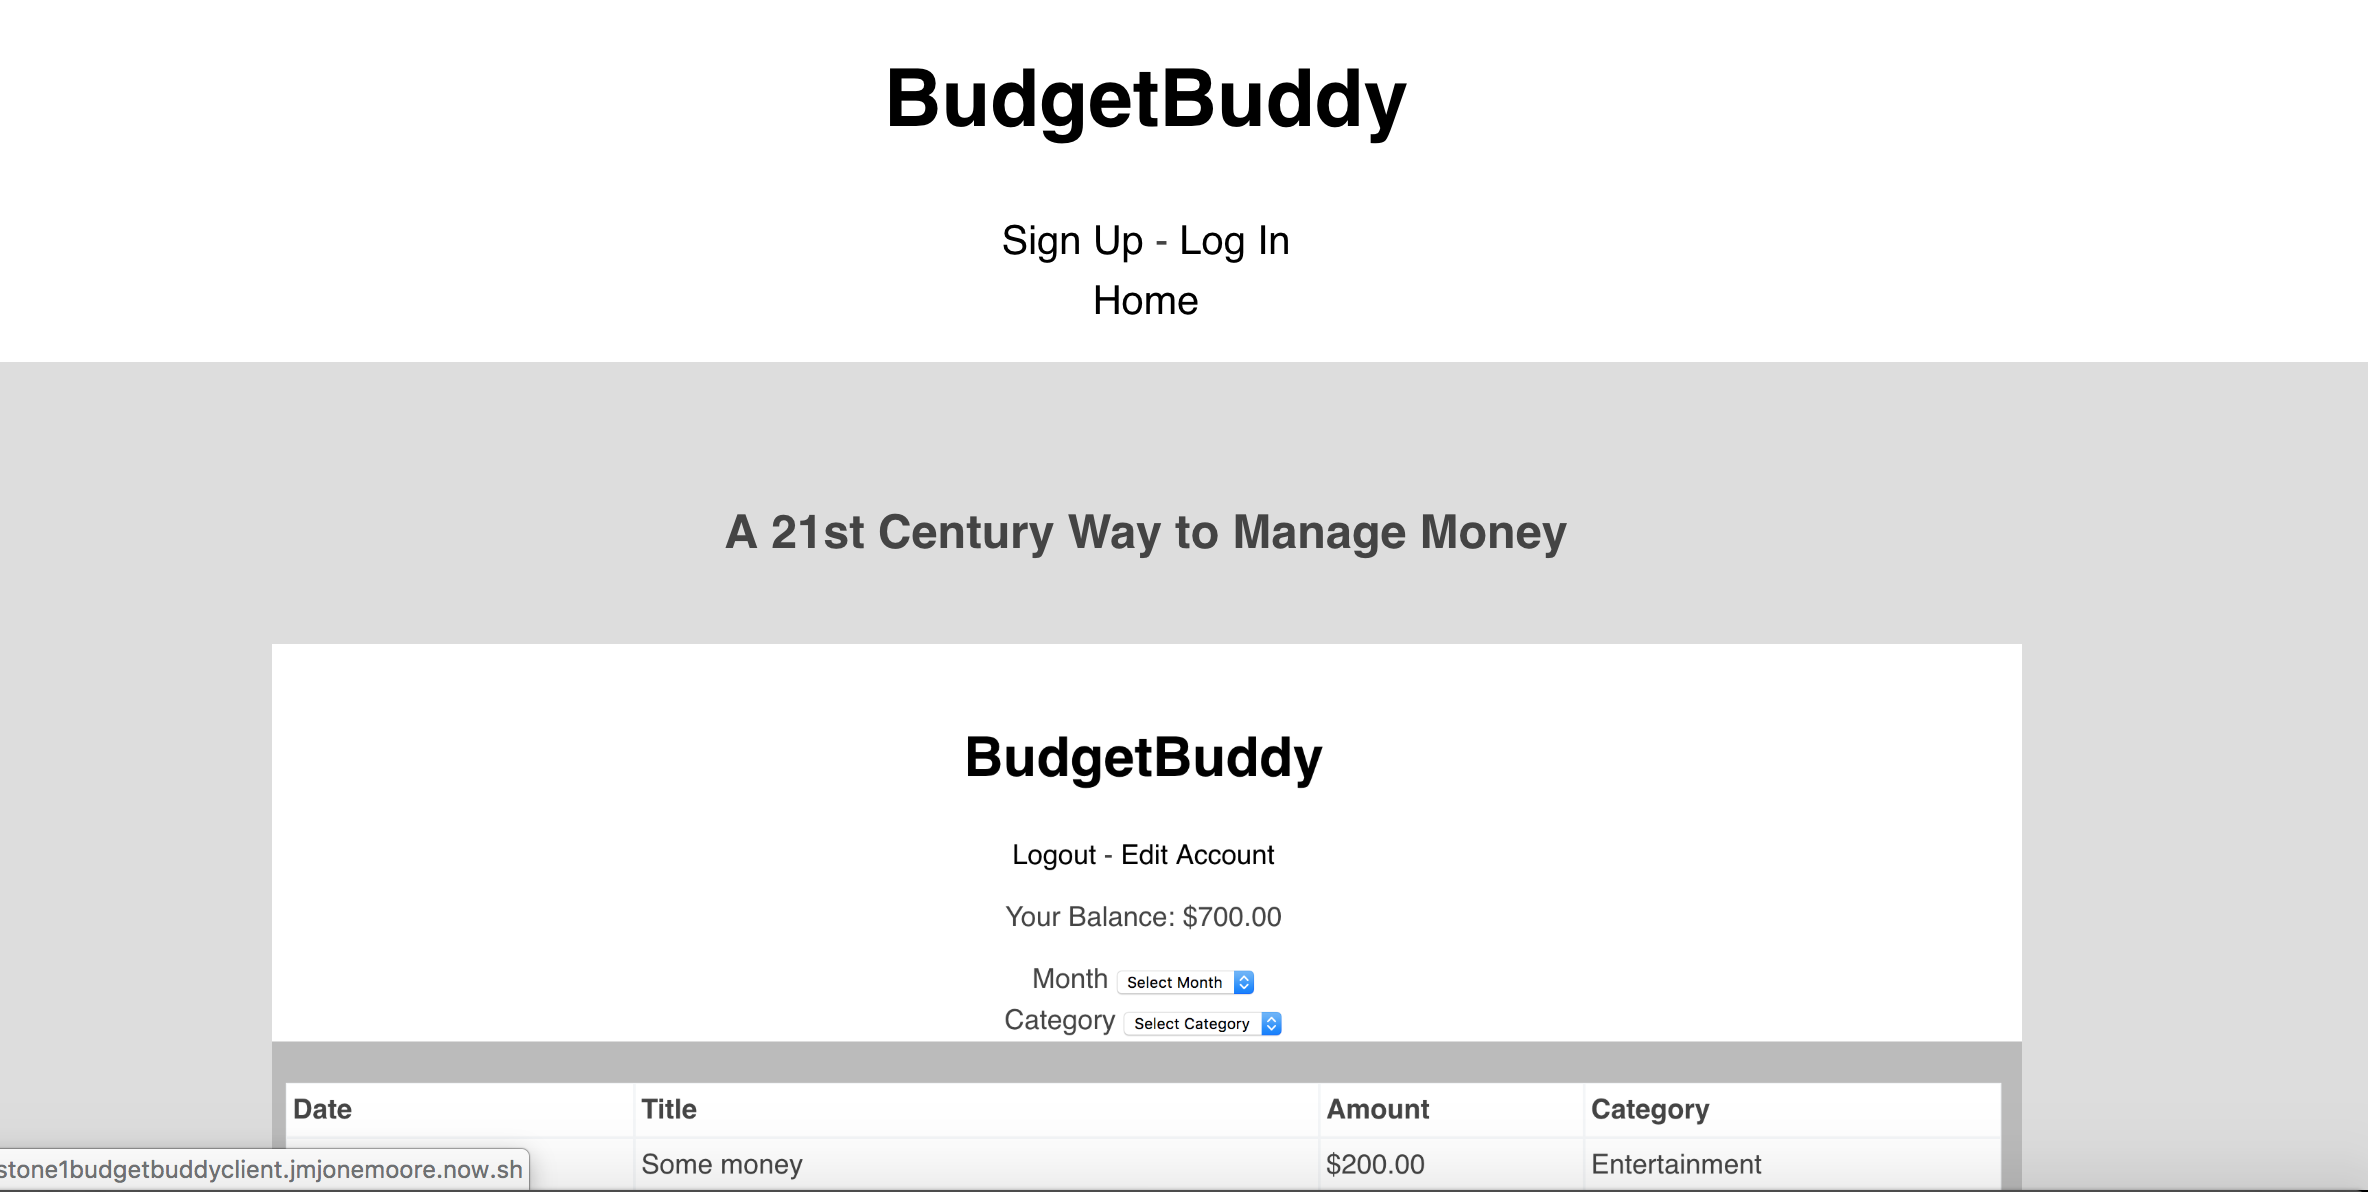 BudgetBuddy
Sign Up - Log In
Home
A 21st Century Way to Manage Money
BudgetBuddy
Logout - Edit Account
Your Balance: $700.00
Month Select Month
Category Select Category
Date Title Amount Category
Some money $200.00 Entertainment
stone1budgetbuddyclient.jmjonemoore.now.sh